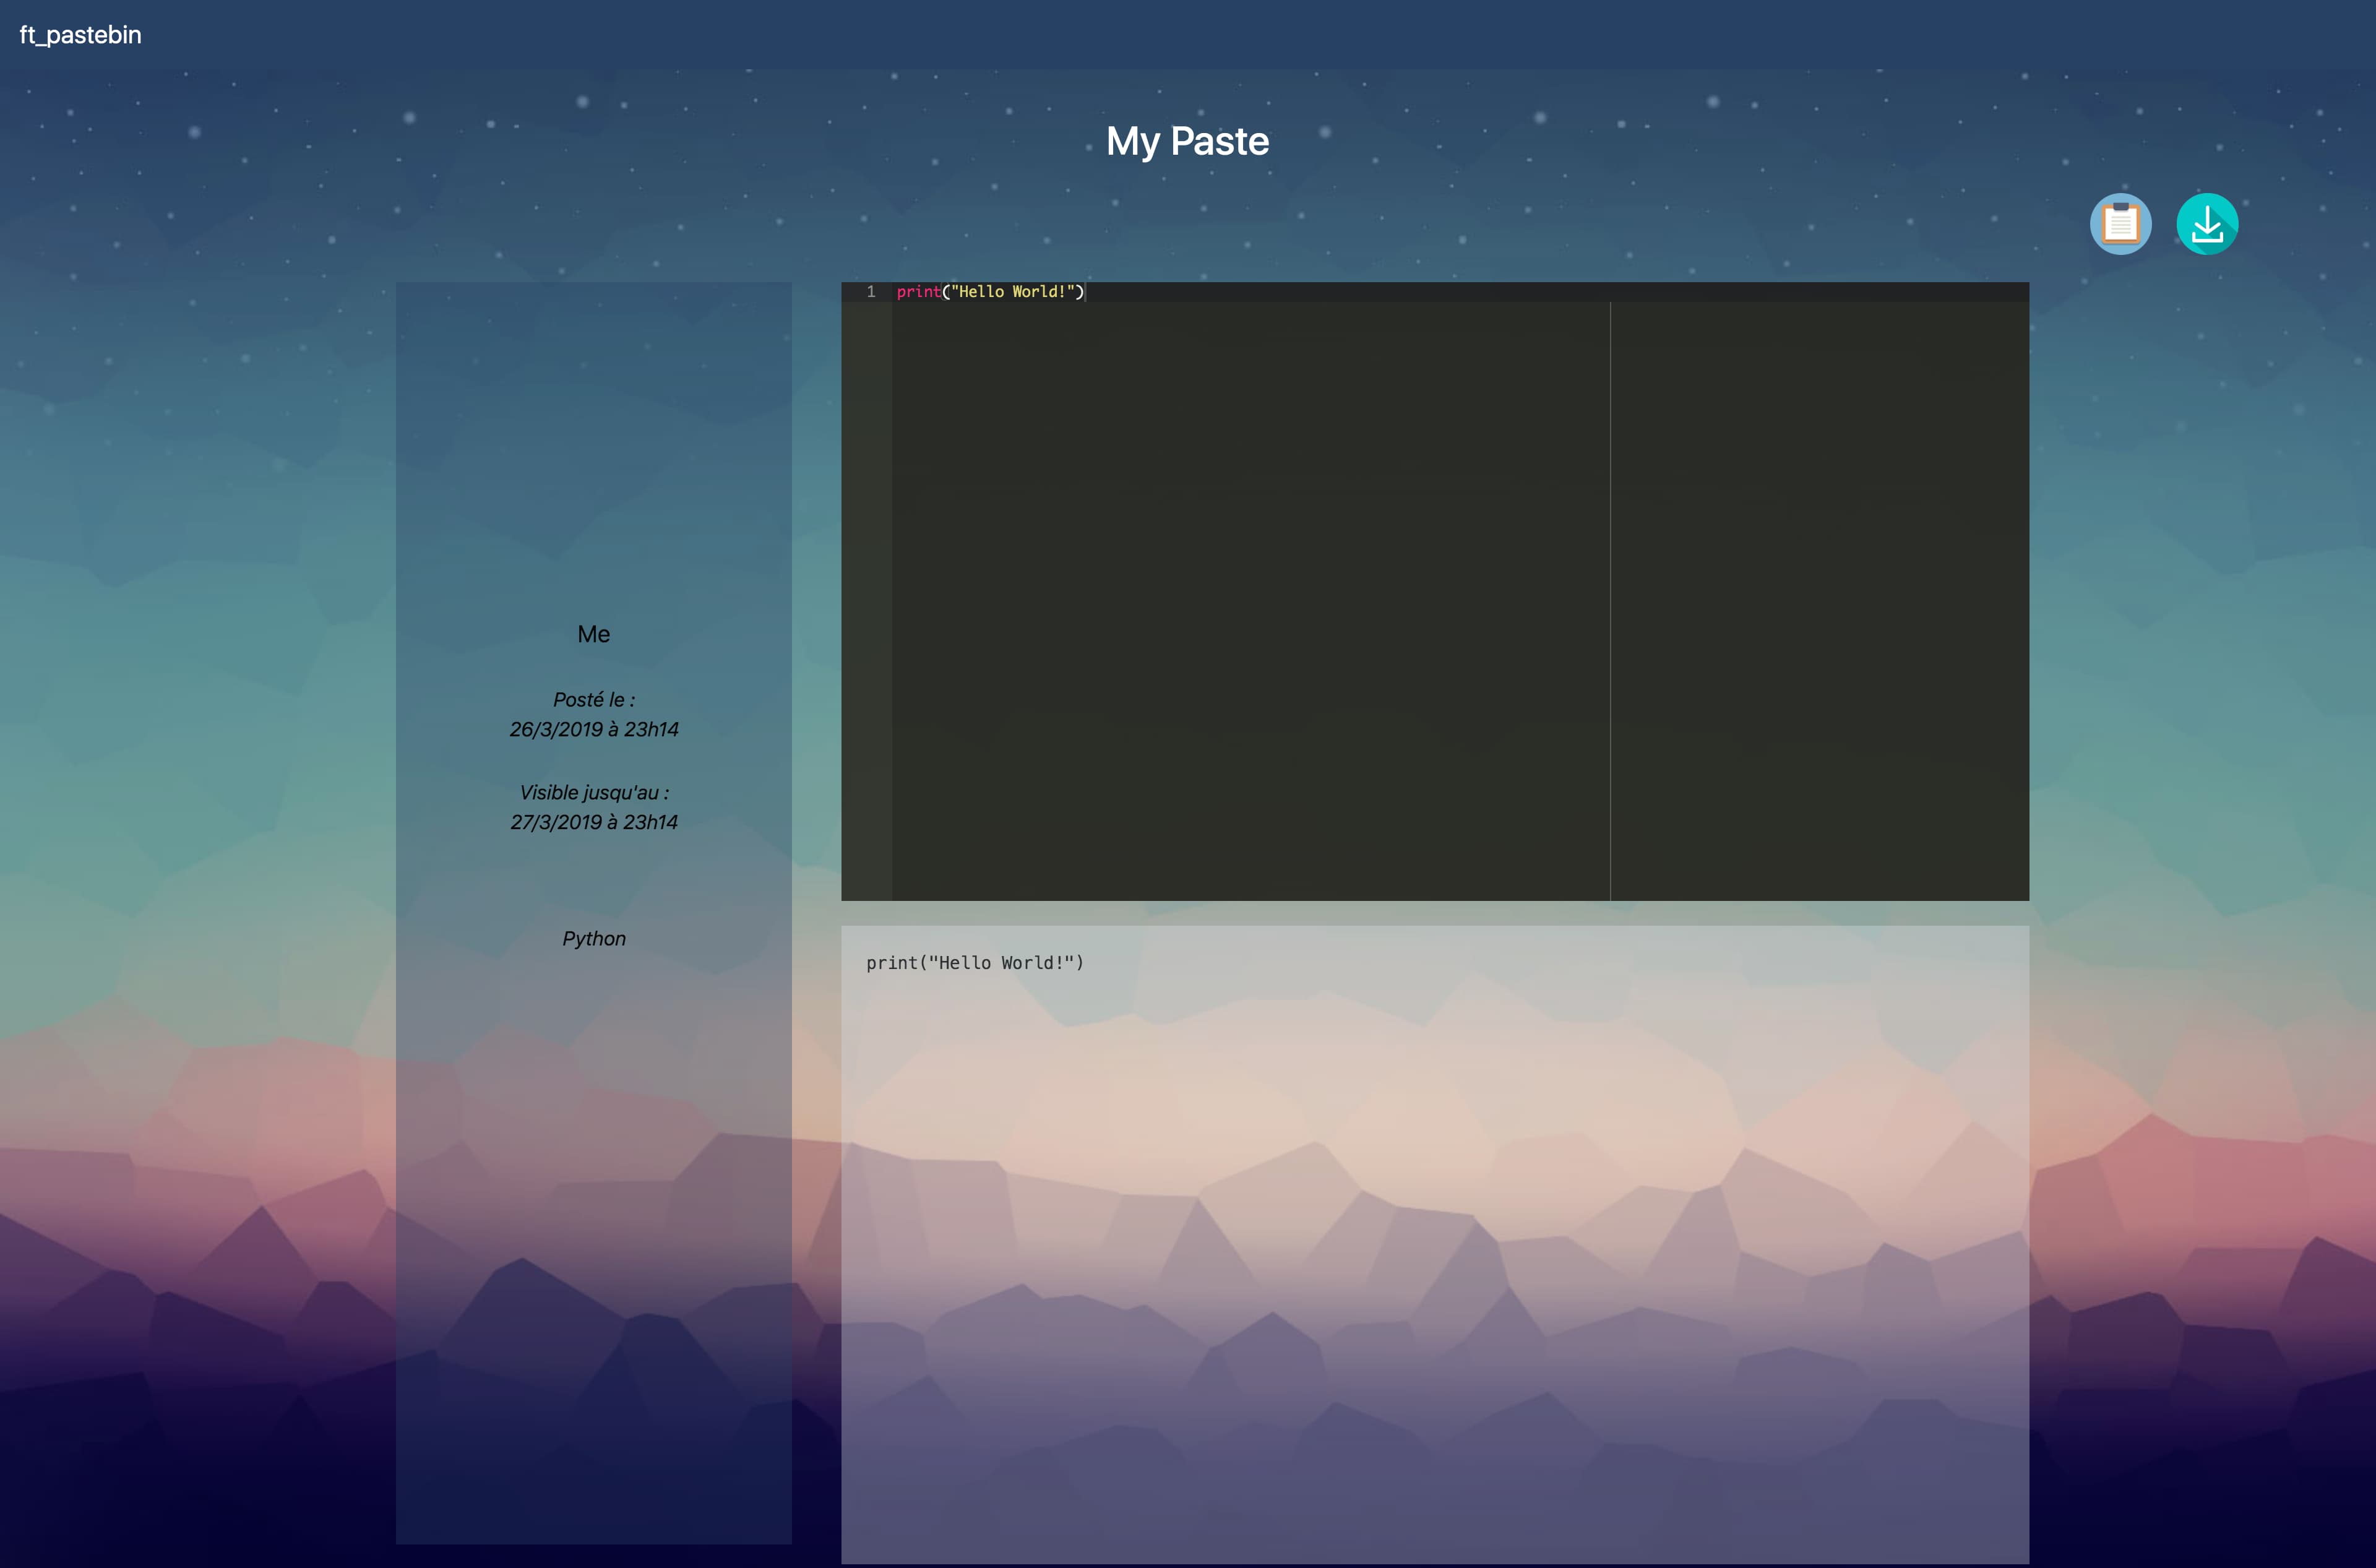 ft_pastebin
My Paste
1 print("Hello World!")
Me
Posté le :
26/3/2019 à 23h14
Visible jusqu'au :
27/3/2019 à 23h14
Python
print("Hello World!")